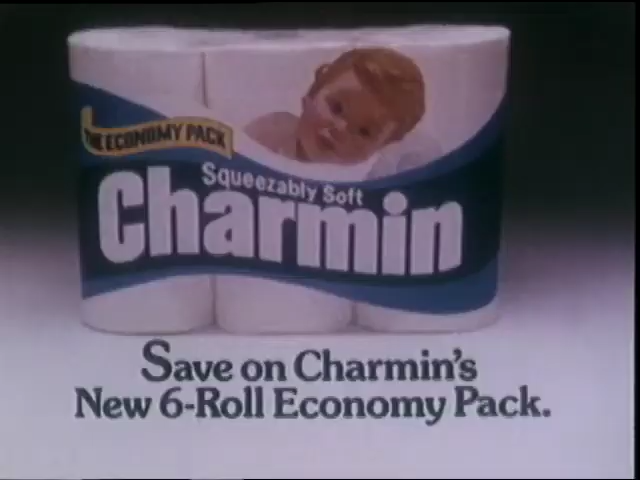 THE ECONOMY PACK
Squeezably Soft
Charmin
Save on Charmin's
New 6-Roll Economy Pack.